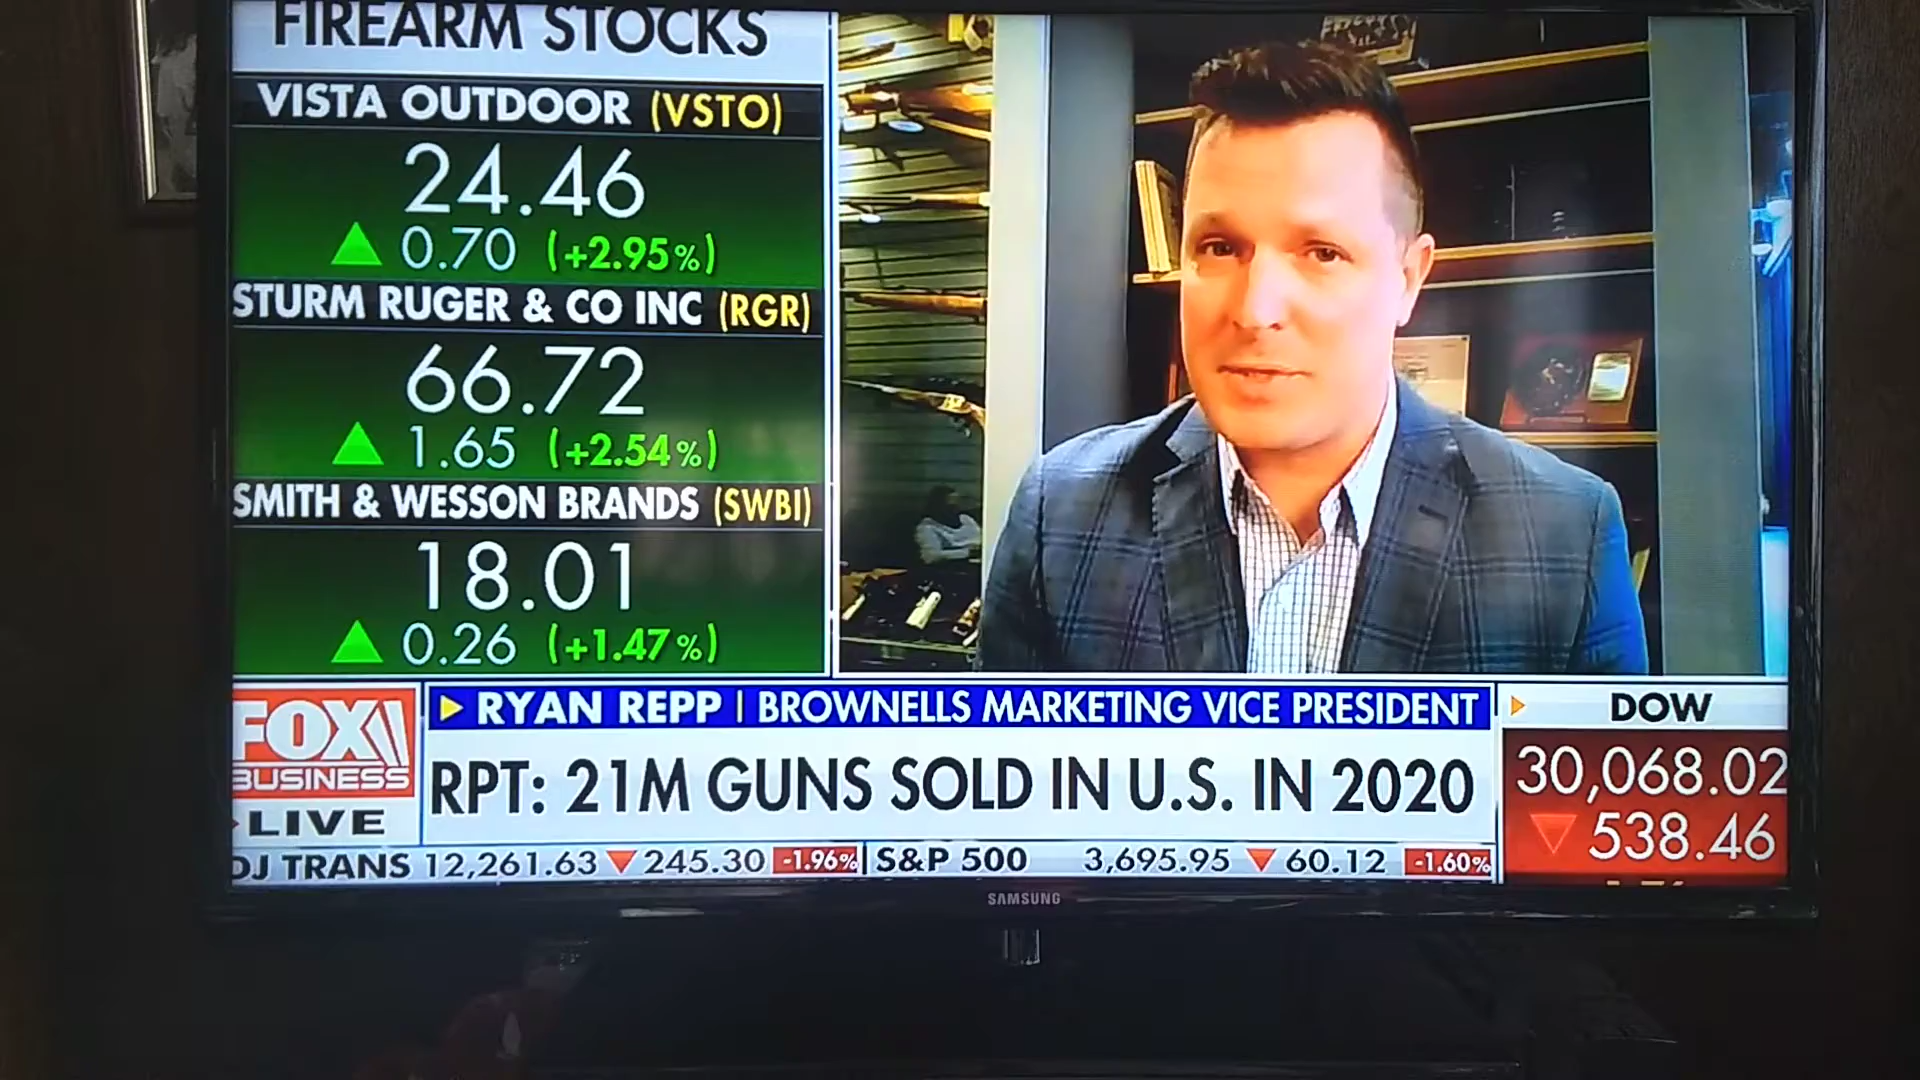 FIREARM STOCKS
VISTA OUTDOOR (VSTO)
24.46
▲ 0.70 (+2.95%)
STURM RUGER & CO INC (RGR)
66.72
▲ 1.65 (+2.54%)
SMITH & WESSON BRANDS (SWBI)
18.01
▲ 0.26 (+1.47%)
FOX
BUSINESS
LIVE
RYAN REPP | BROWNELLS MARKETING VICE PRESIDENT
RPT: 21M GUNS SOLD IN U.S. IN 2020
DOW
30,068.02
▼ 538.46
DJ TRANS 12,261.63 ▼ 245.30 -1.96% S&P 500 3,695.95 ▼ 60.12 -1.60%
SAMSUNG